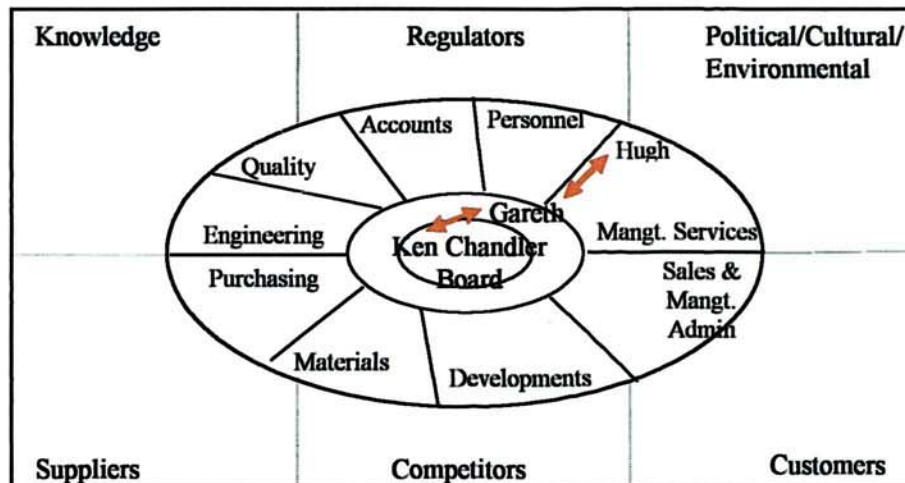 Knowledge
Regulators
Political/Cultural/
Environmental
Accounts
Personnel
Hugh
Quality
Gareth
Engineering
Ken Chandler
Mangt. Services
Purchasing
Board
Sales &
Mangt.
Admin
Materials
Developments
Suppliers
Competitors
Customers